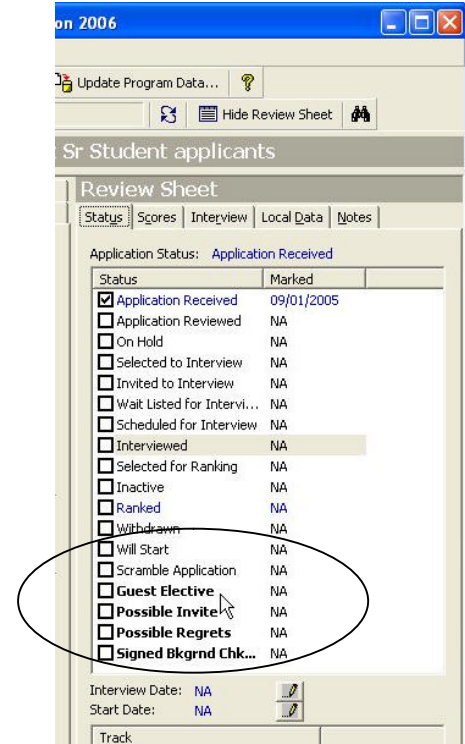 on 2006
Update Program Data...
Hide Review Sheet
Sr Student applicants
Review Sheet
Status Scores Interview Local Data Notes
Application Status: Application Received
Status Marked
Application Received 09/01/2005
Application Reviewed NA
On Hold NA
Selected to Interview NA
Invited to Interview NA
Wait Listed for Intervi... NA
Scheduled for Interview NA
Interviewed NA
Selected for Ranking NA
Inactive NA
Ranked NA
Withdrawn NA
Will Start NA
Scramble Application NA
Guest Elective NA
Possible Invite NA
Possible Regrets NA
Signed Bkgrnd Chk... NA
Interview Date: NA
Start Date: NA
Track